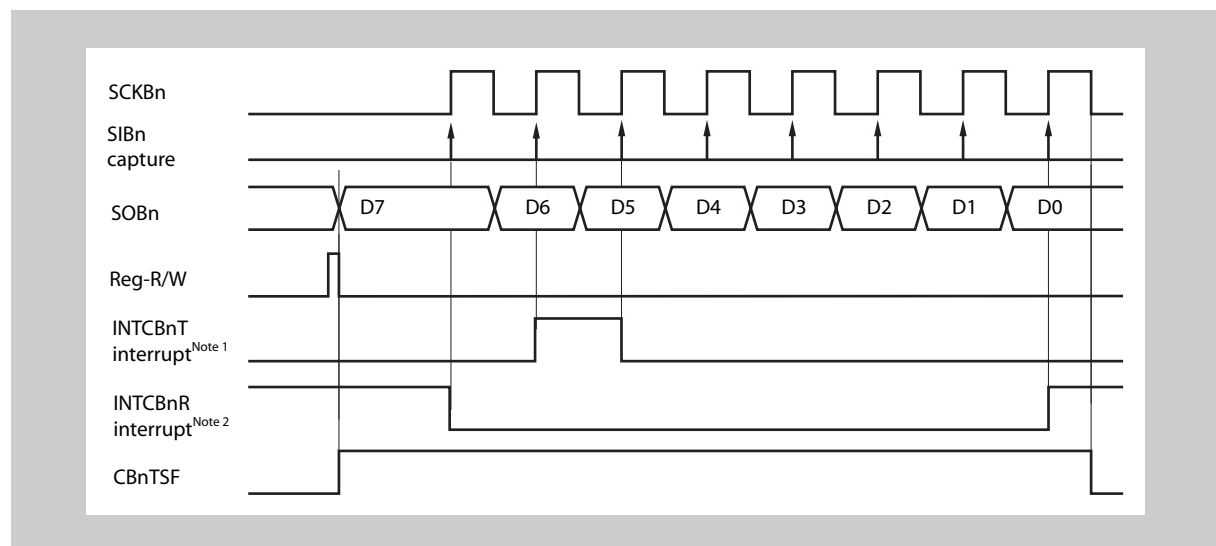 SCKBn
SIBn
capture
SOBn
D7 D6 D5 D4 D3 D2 D1 D0
Reg-R/W
INTCBnT
interrupt Note 1
INTCBnR
interrupt Note 2
CBnTSF